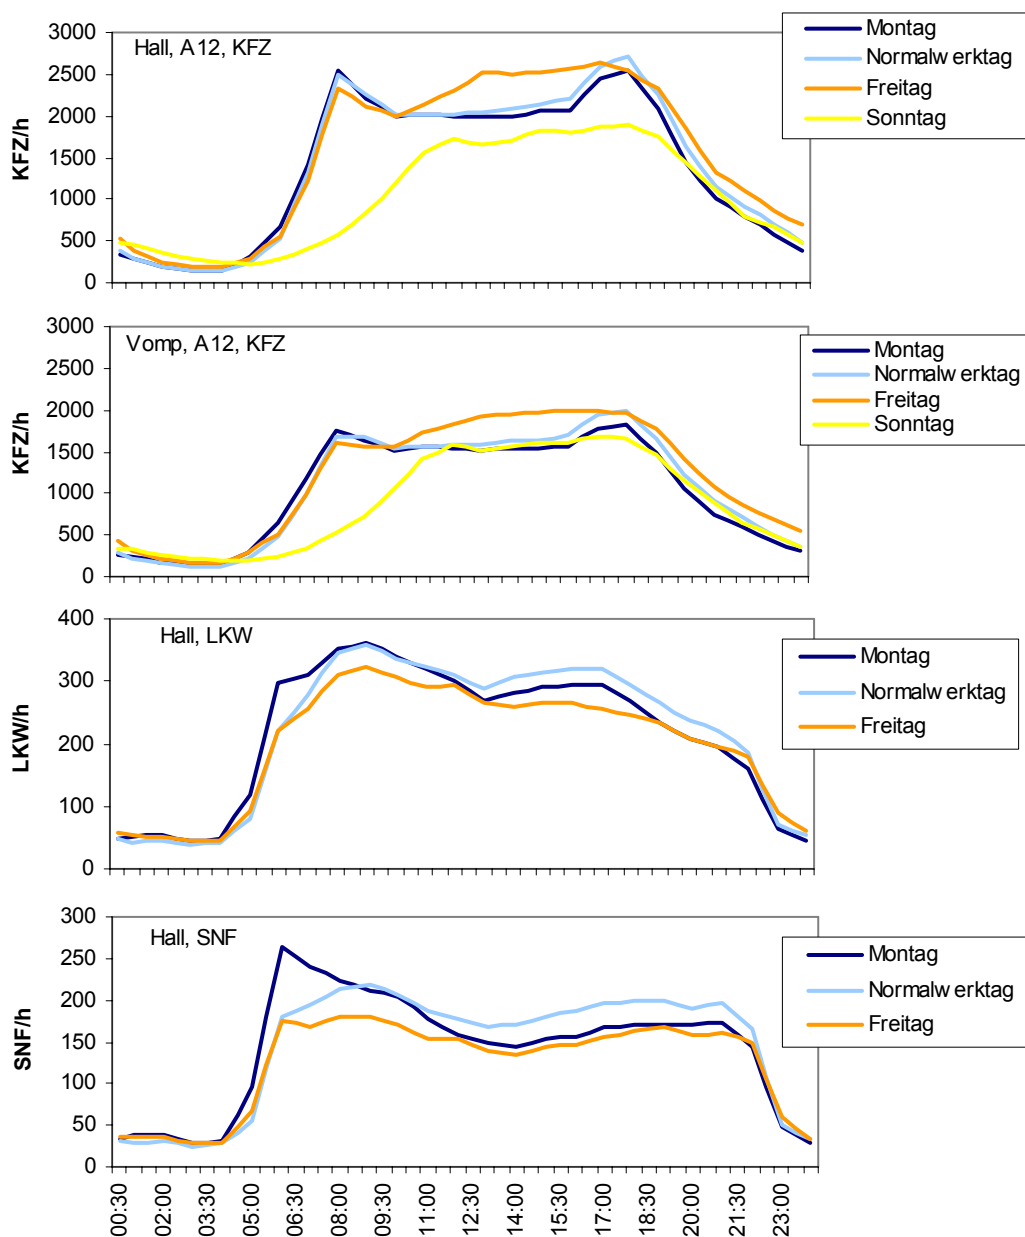 Hall, A12, KFZ
KFZ/h
3000
2500
2000
1500
1000
500
0
Montag
Normalw erktag
Freitag
Sonntag
Vomp, A12, KFZ
KFZ/h
3000
2500
2000
1500
1000
500
0
Montag
Normalw erktag
Freitag
Sonntag
Hall, LKW
LKW/h
400
300
200
100
0
Montag
Normalw erktag
Freitag
Hall, SNF
SNF/h
300
250
200
150
100
50
0
Montag
Normalw erktag
Freitag
00:30
02:00
03:30
05:00
06:30
08:00
09:30
11:00
12:30
14:00
15:30
17:00
18:30
20:00
21:30
23:00